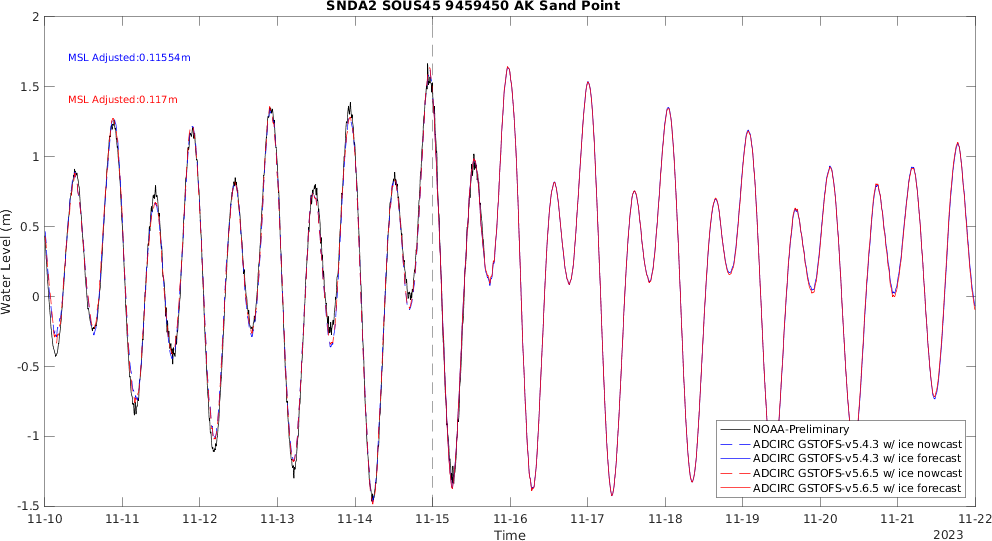 SNDA2 SOUS45 9459450 AK Sand Point
MSL Adjusted:0.11554m
MSL Adjusted:0.117m
Water Level (m)
2
1.5
1
0.5
0
-0.5
-1
-1.5
NOAA-Preliminary
ADCIRC GSTOFS-v5.4.3 w/ ice nowcast
ADCIRC GSTOFS-v5.4.3 w/ ice forecast
ADCIRC GSTOFS-v5.6.5 w/ ice nowcast
ADCIRC GSTOFS-v5.6.5 w/ ice forecast
11-10 11-11 11-12 11-13 11-14 11-15 11-16 11-17 11-18 11-19 11-20 11-21 11-22
Time
2023